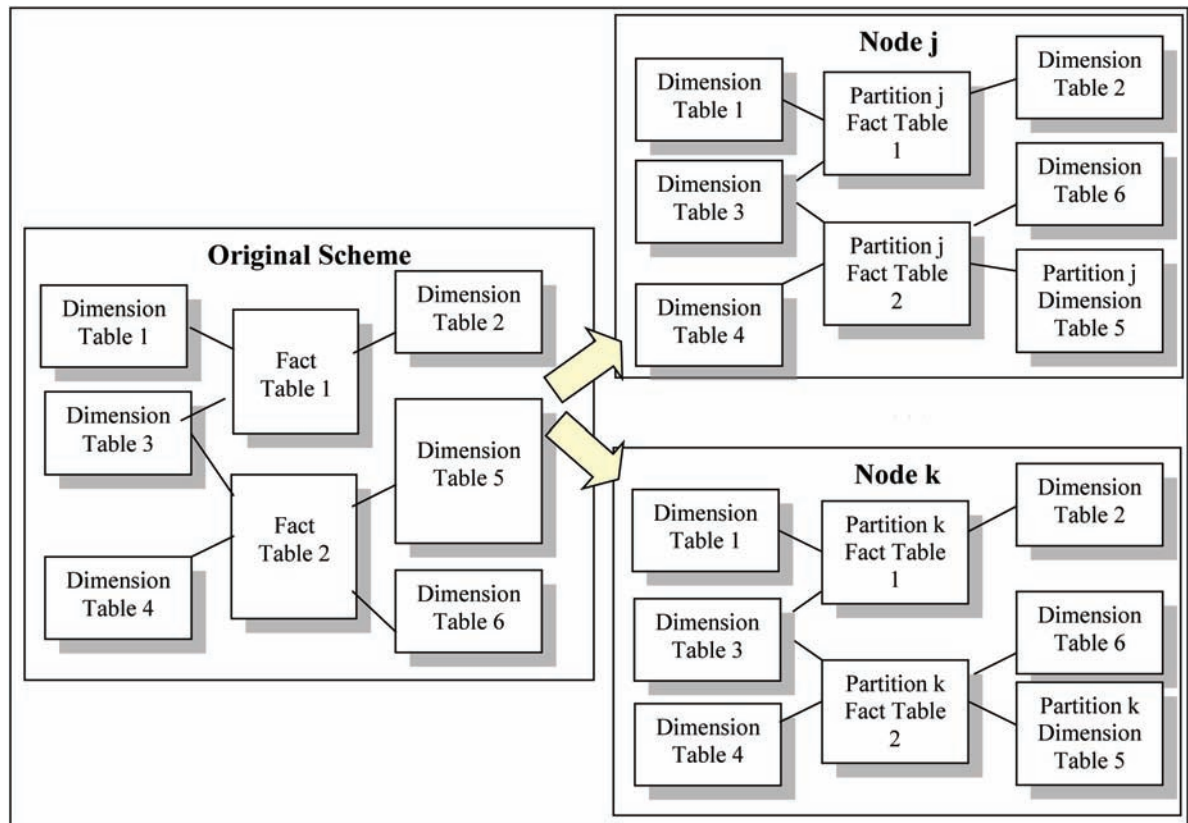 Original Scheme
Dimension
Table 1
Fact
Table 1
Dimension
Table 2
Dimension
Table 3
Dimension
Table 5
Fact
Table 2
Dimension
Table 4
Dimension
Table 6
Node j
Dimension
Table 1
Partition j
Fact Table
1
Dimension
Table 2
Dimension
Table 3
Dimension
Table 6
Partition j
Fact Table
2
Dimension
Table 4
Partition j
Dimension
Table 5
Node k
Dimension
Table 1
Partition k
Fact Table
1
Dimension
Table 2
Dimension
Table 3
Dimension
Table 6
Partition k
Fact Table
2
Dimension
Table 4
Partition k
Dimension
Table 5